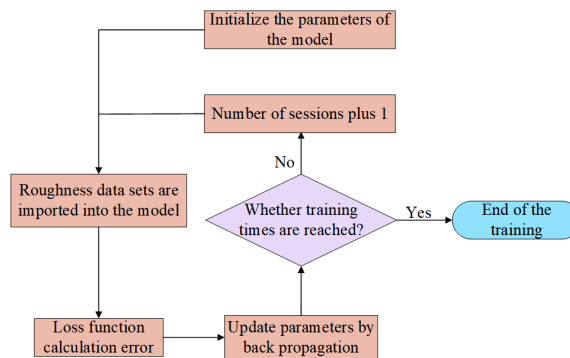 Initialize the parameters of
the model
Number of sessions plus 1
No
Roughness data sets are
imported into the model
Whether training
times are reached?
Yes
End of the
training
Loss function
calculation error
Update parameters by
back propagation